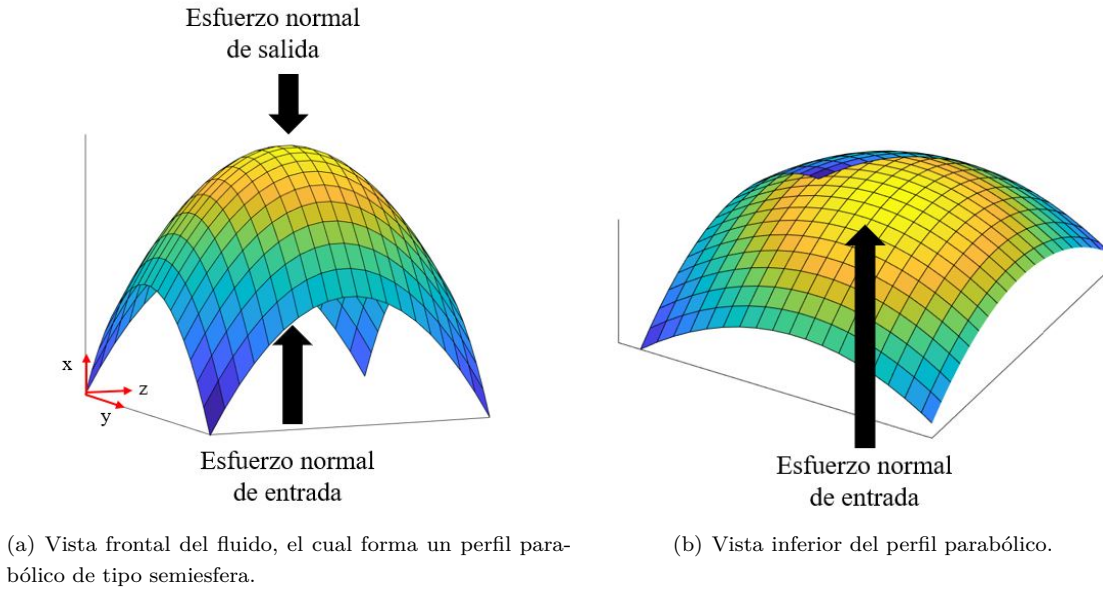 Esfuerzo normal
de salida
x
z
y
Esfuerzo normal
de entrada
Esfuerzo normal
de entrada
(a) Vista frontal del fluido, el cual forma un perfil para-
bólico de tipo semiesfera.
(b) Vista inferior del perfil parabólico.